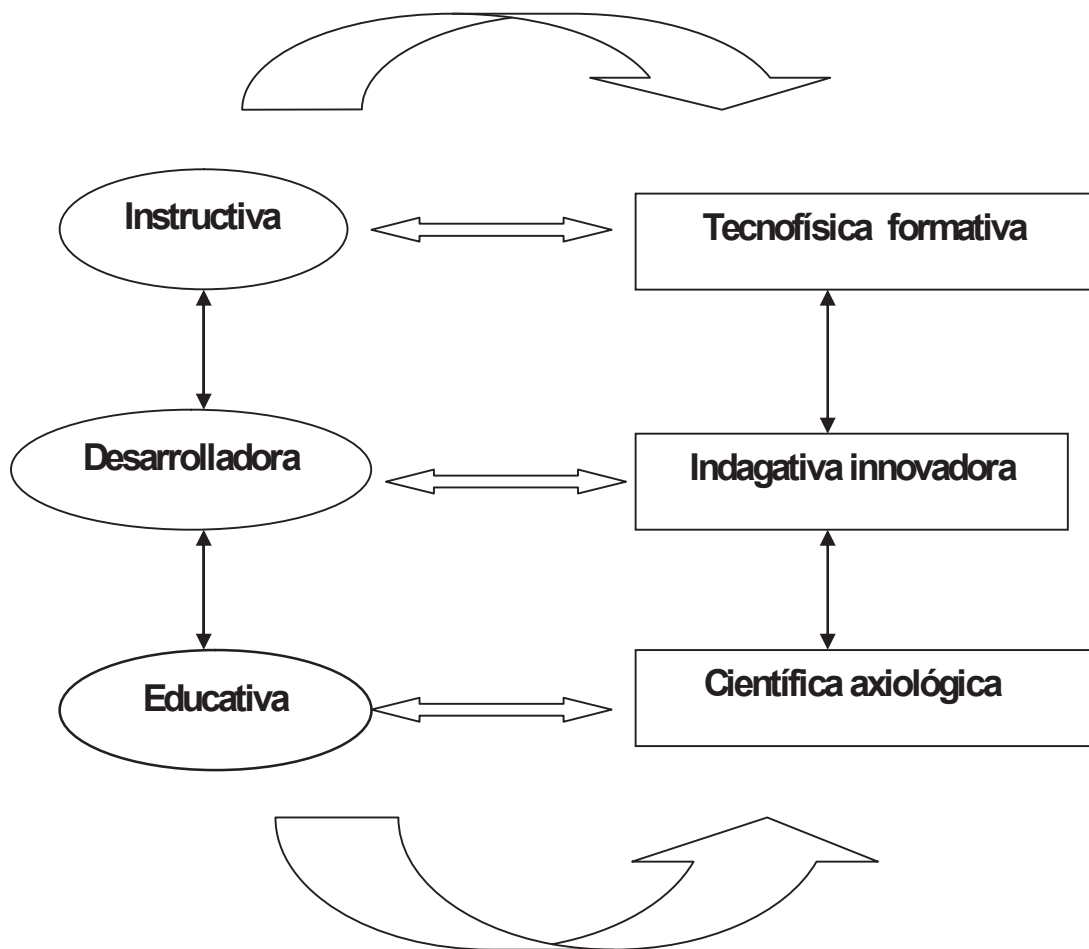 Instructiva
Tecnofísica formativa
Desarrolladora
Indagativa innovadora
Educativa
Científica axiológica